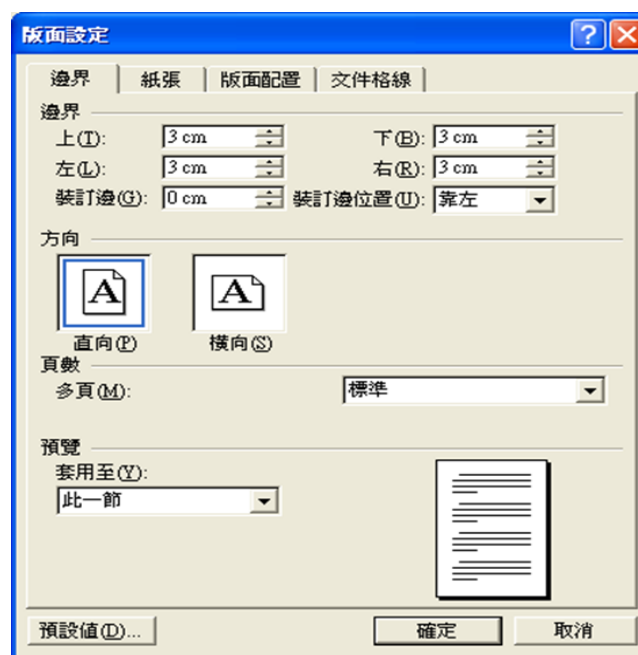 版面設定
邊界 紙張 版面配置 文件格線
邊界
上(T): 3 cm 下(B): 3 cm
左(L): 3 cm 右(R): 3 cm
裝訂邊(G): 0 cm 裝訂邊位置(U): 靠左
方向
A A
直向(P) 橫向(S)
頁數
多頁(M): 標準
預覽
套用至(Y):
此一節
預設值(D)... 確定 取消